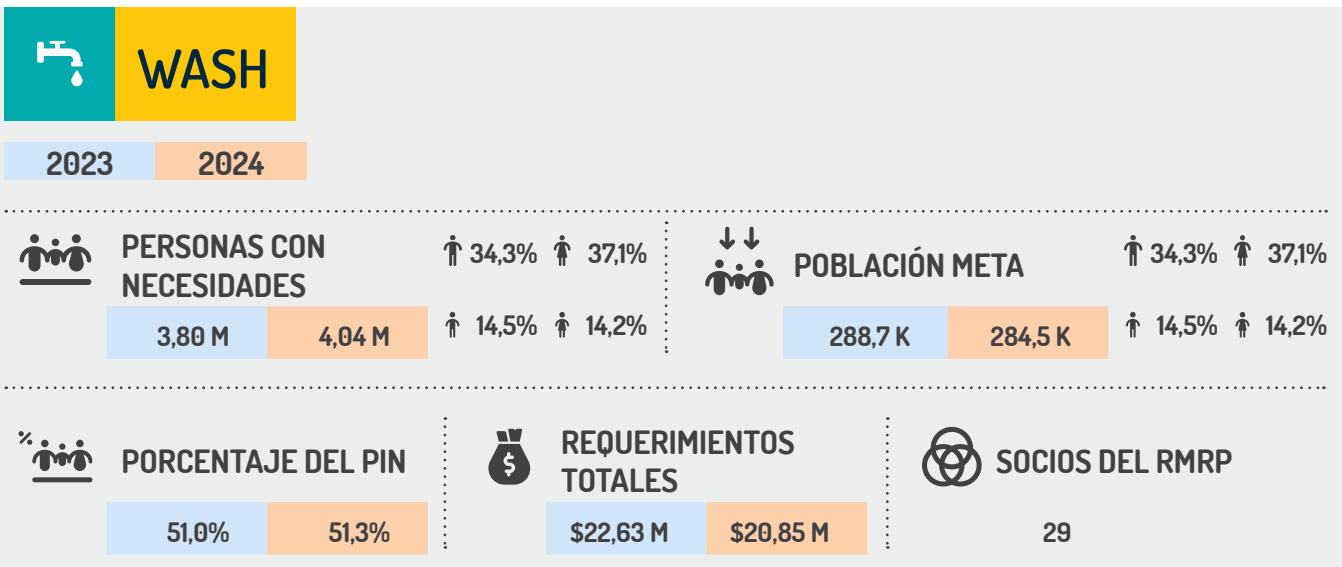 WASH
2023 2024
PERSONAS CON
NECESIDADES
34,3% 37,1%
3,80 M 4,04 M
14,5% 14,2%
POBLACIÓN META
34,3% 37,1%
288,7 K 284,5 K
14,5% 14,2%
% PORCENTAJE DEL PIN
51,0% 51,3%
$ REQUERIMIENTOS
TOTALES
$22,63 M $20,85 M
SOCIOS DEL RMRP
29